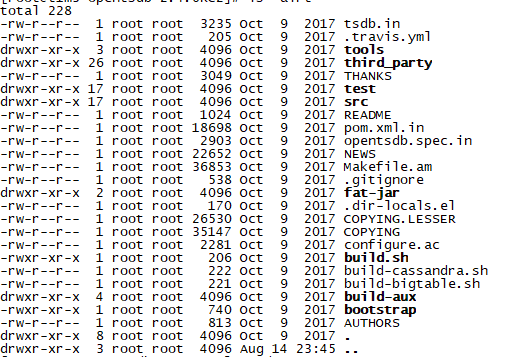 total 228
-rw-r--r-- 1 root root 3235 Oct 9 2017 tsdb.in
-rw-r--r-- 1 root root 205 Oct 9 2017 .travis.yml
drwxr-xr-x 3 root root 4096 Oct 9 2017 tools
drwxr-xr-x 26 root root 4096 Oct 9 2017 third_party
-rw-r--r-- 1 root root 3049 Oct 9 2017 THANKS
drwxr-xr-x 17 root root 4096 Oct 9 2017 test
drwxr-xr-x 17 root root 4096 Oct 9 2017 src
-rw-r--r-- 1 root root 1024 Oct 9 2017 README
-rw-r--r-- 1 root root 18698 Oct 9 2017 pom.xml.in
-rw-r--r-- 1 root root 2903 Oct 9 2017 opentsdb.spec.in
-rw-r--r-- 1 root root 22652 Oct 9 2017 NEWS
-rw-r--r-- 1 root root 36853 Oct 9 2017 Makefile.am
-rw-r--r-- 1 root root 538 Oct 9 2017 .gitignore
drwxr-xr-x 2 root root 4096 Oct 9 2017 fat-jar
-rw-r--r-- 1 root root 170 Oct 9 2017 .dir-locals.el
-rw-r--r-- 1 root root 26530 Oct 9 2017 COPYING.LESSER
-rw-r--r-- 1 root root 35147 Oct 9 2017 COPYING
-rw-r--r-- 1 root root 2281 Oct 9 2017 configure.ac
-rwxr-xr-x 1 root root 206 Oct 9 2017 build.sh
-rw-r--r-- 1 root root 222 Oct 9 2017 build-cassandra.sh
-rw-r--r-- 1 root root 221 Oct 9 2017 build-bigtable.sh
drwxr-xr-x 4 root root 4096 Oct 9 2017 build-aux
-rwxr-xr-x 1 root root 740 Oct 9 2017 bootstrap
-rw-r--r-- 1 root root 813 Oct 9 2017 AUTHORS
drwxr-xr-x 8 root root 4096 Oct 9 2017 .
drwxr-xr-x 3 root root 4096 Aug 14 23:45 ..